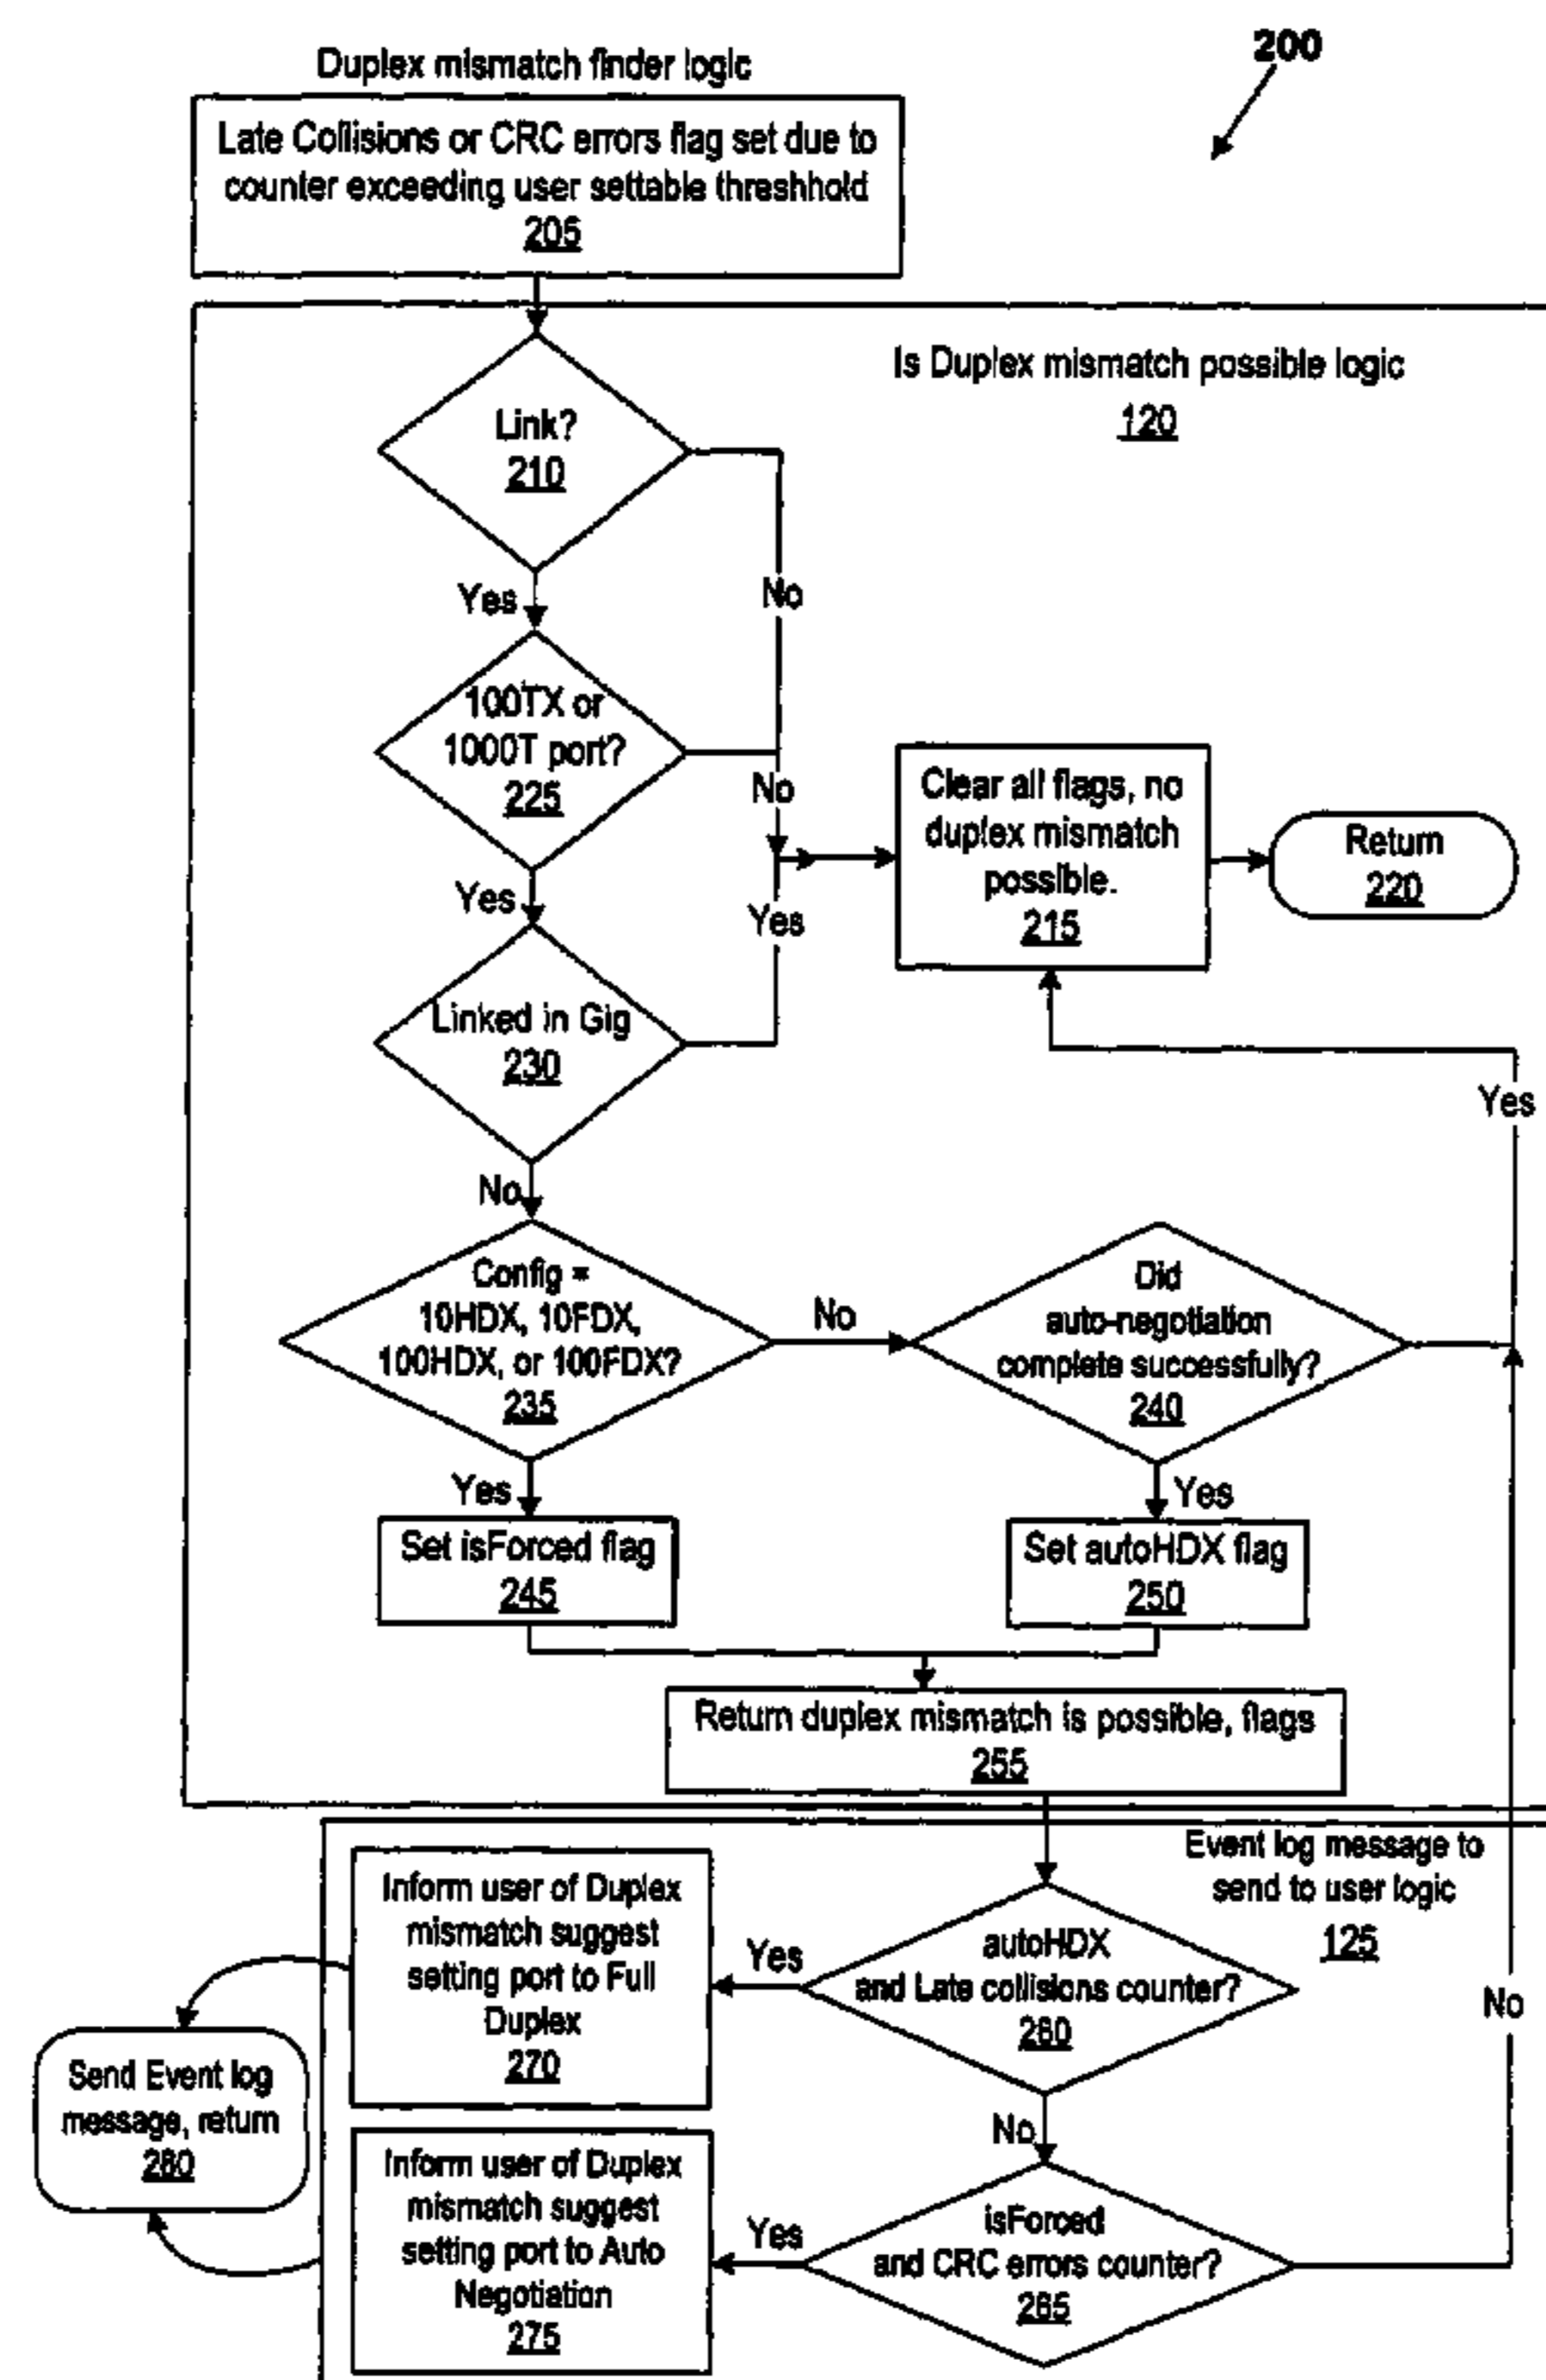 200
Duplex mismatch finder logic
Late Collisions or CRC errors flag set due to
counter exceeding user settable threshhold
205
Is Duplex mismatch possible logic
120
Link?
210
No
Yes
100TX or
1000T port?
225
No
Yes
Clear all flags, no
duplex mismatch
possible.
215
Return
220
Linked in Gig
230
Yes
No
Yes
Config =
10HDX, 10FDX,
100HDX, or 100FDX?
235
No
Did
auto-negotiation
complete successfully?
240
Yes
Yes
Set isForced flag
245
Set autoHDX flag
250
Return duplex mismatch is possible, flags
255
Event log message to
send to user logic
125
Inform user of Duplex
mismatch suggest
setting port to Full
Duplex
270
Yes
autoHDX
and Late collisions counter?
260
No
No
Send Event log
message, return
280
Inform user of Duplex
mismatch suggest
setting port to Auto
Negotiation
275
Yes
isForced
and CRC errors counter?
265